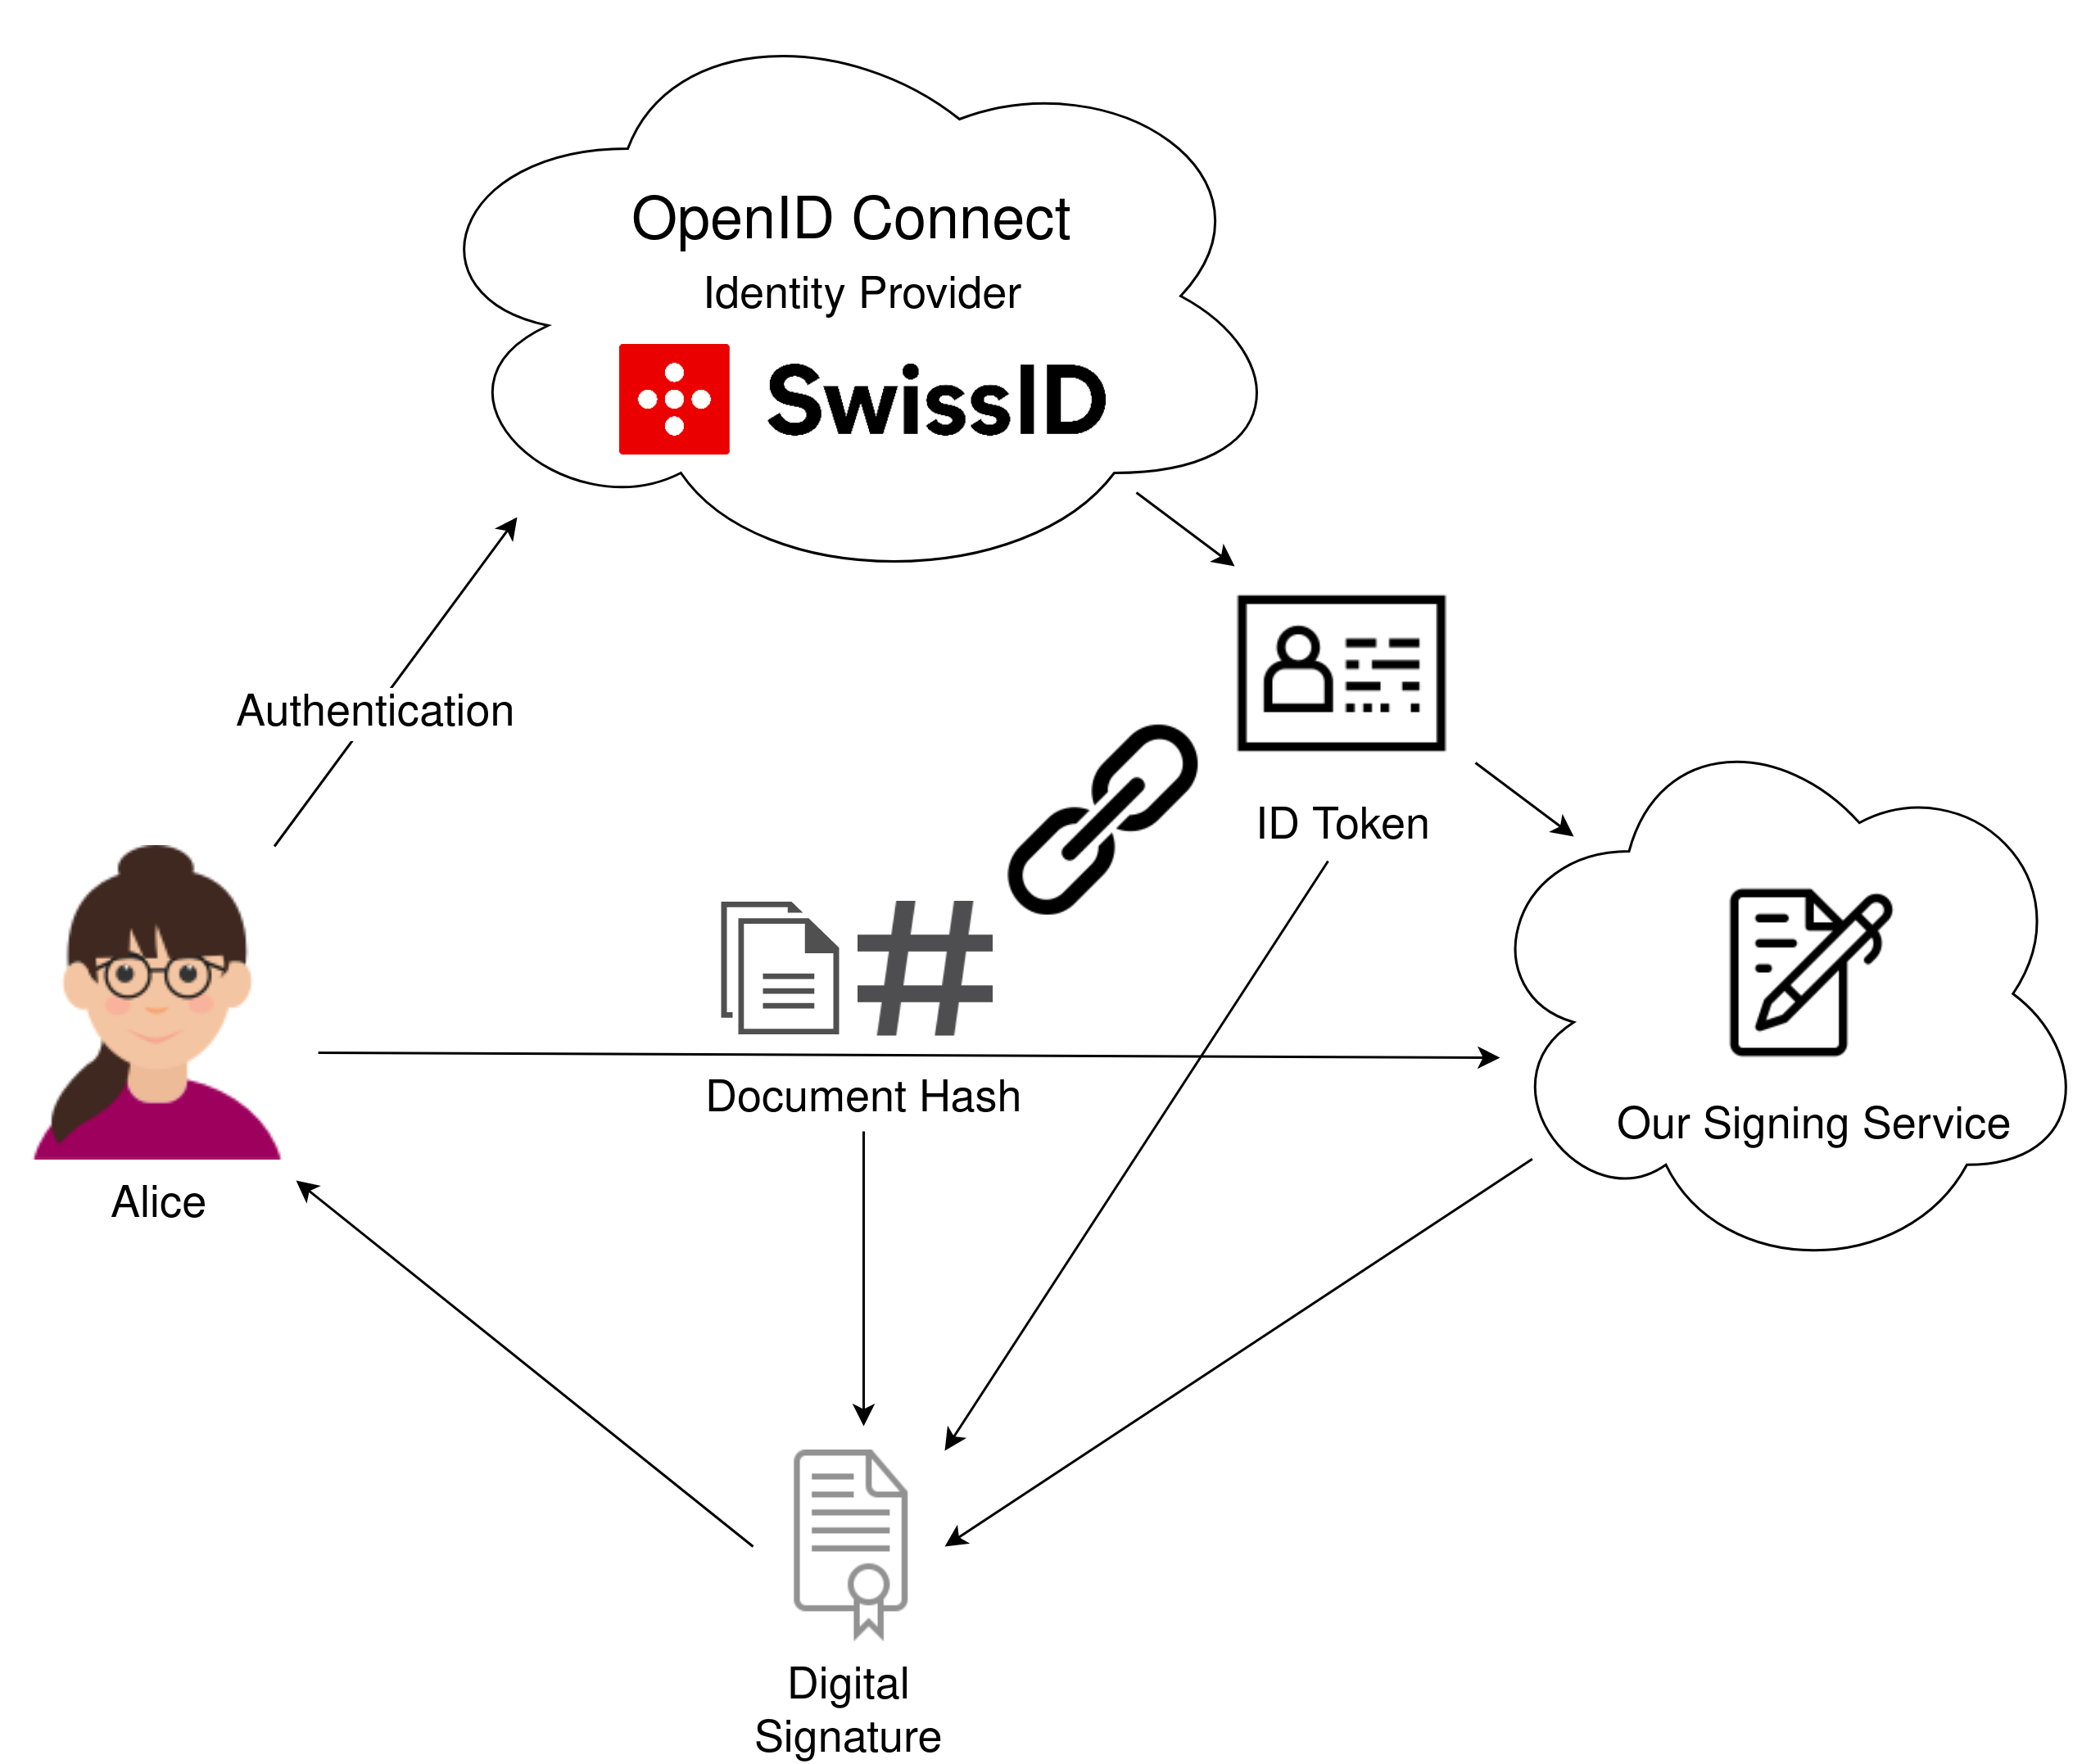 OpenID Connect
Identity Provider
SwissID
Authentication
ID Token
Document Hash
Our Signing Service
Alice
Digital
Signature